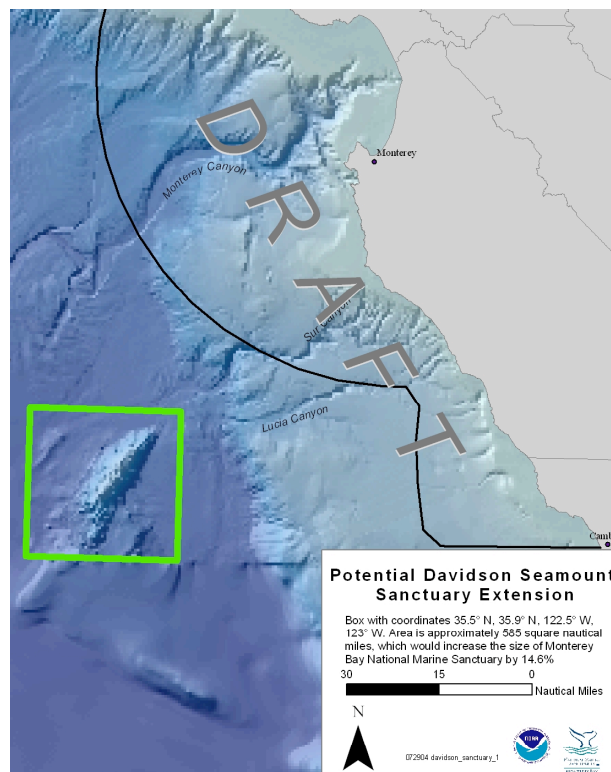 DRAFT
Monterey
Monterey Canyon
Sur Canyon
Lucia Canyon
Camb
Potential Davidson Seamount
Sanctuary Extension
Box with coordinates 35.5° N, 35.9° N, 122.5° W,
123° W. Area is approximately 585 square nautical
miles, which would increase the size of Monterey
Bay National Marine Sanctuary by 14.6%
30 15 0
Nautical Miles
N
072904 davidson_sanctuary_1
NOAA